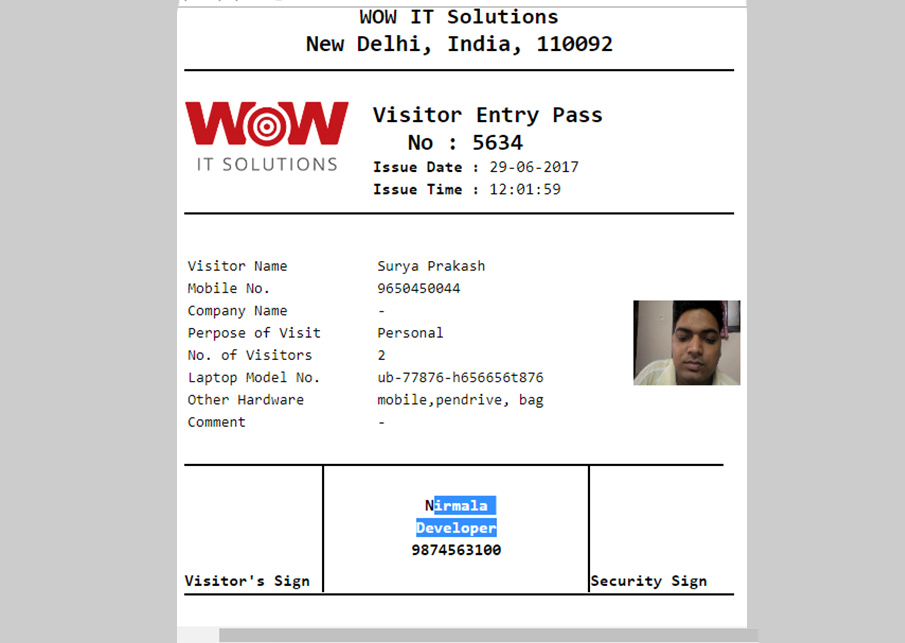 WOW IT Solutions
New Delhi, India, 110092
WOW
IT SOLUTIONS
Visitor Entry Pass
No : 5634
Issue Date : 29-06-2017
Issue Time : 12:01:59
Visitor Name Surya Prakash
Mobile No. 9650450044
Company Name -
Perpose of Visit Personal
No. of Visitors 2
Laptop Model No. ub-77876-h656656t876
Other Hardware mobile,pendrive, bag
Comment -
Nirmala
Developer
9874563100
Visitor's Sign Security Sign